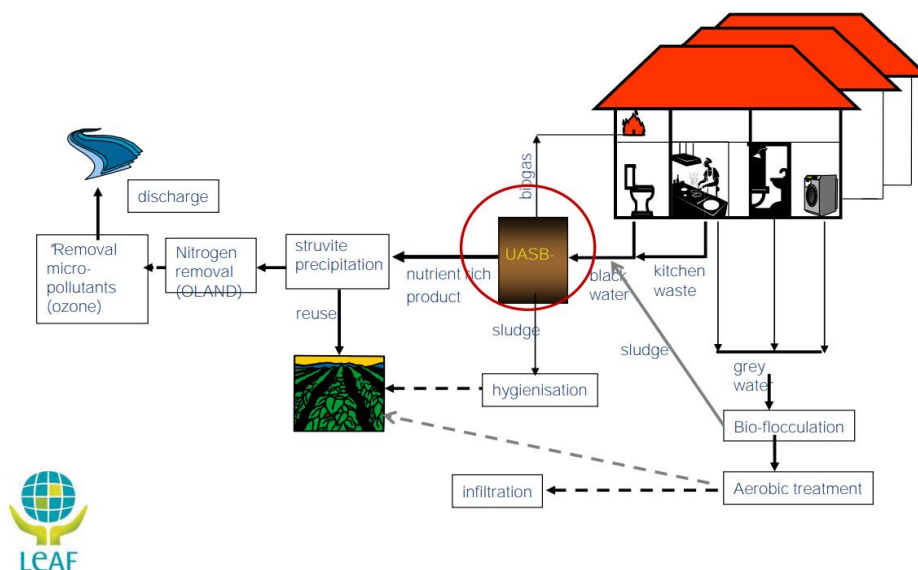 biogas
discharge
"Removal
micro-
pollutants
(ozone)
Nitrogen
removal
(OLAND)
struvite
precipitation
nutrient rich
product
UASB-
black
water
kitchen
waste
reuse
sludge
sludge
grey
water
hygienisation
Bio-flocculation
infiltration
Aerobic treatment
LeAF